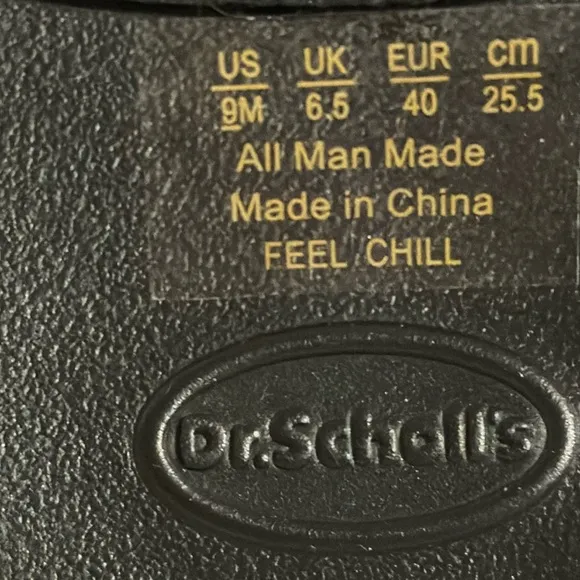 US UK EUR cm
9M 6.5 40 25.5
All Man Made
Made in China
FEEL CHILL
Dr.Scholl's